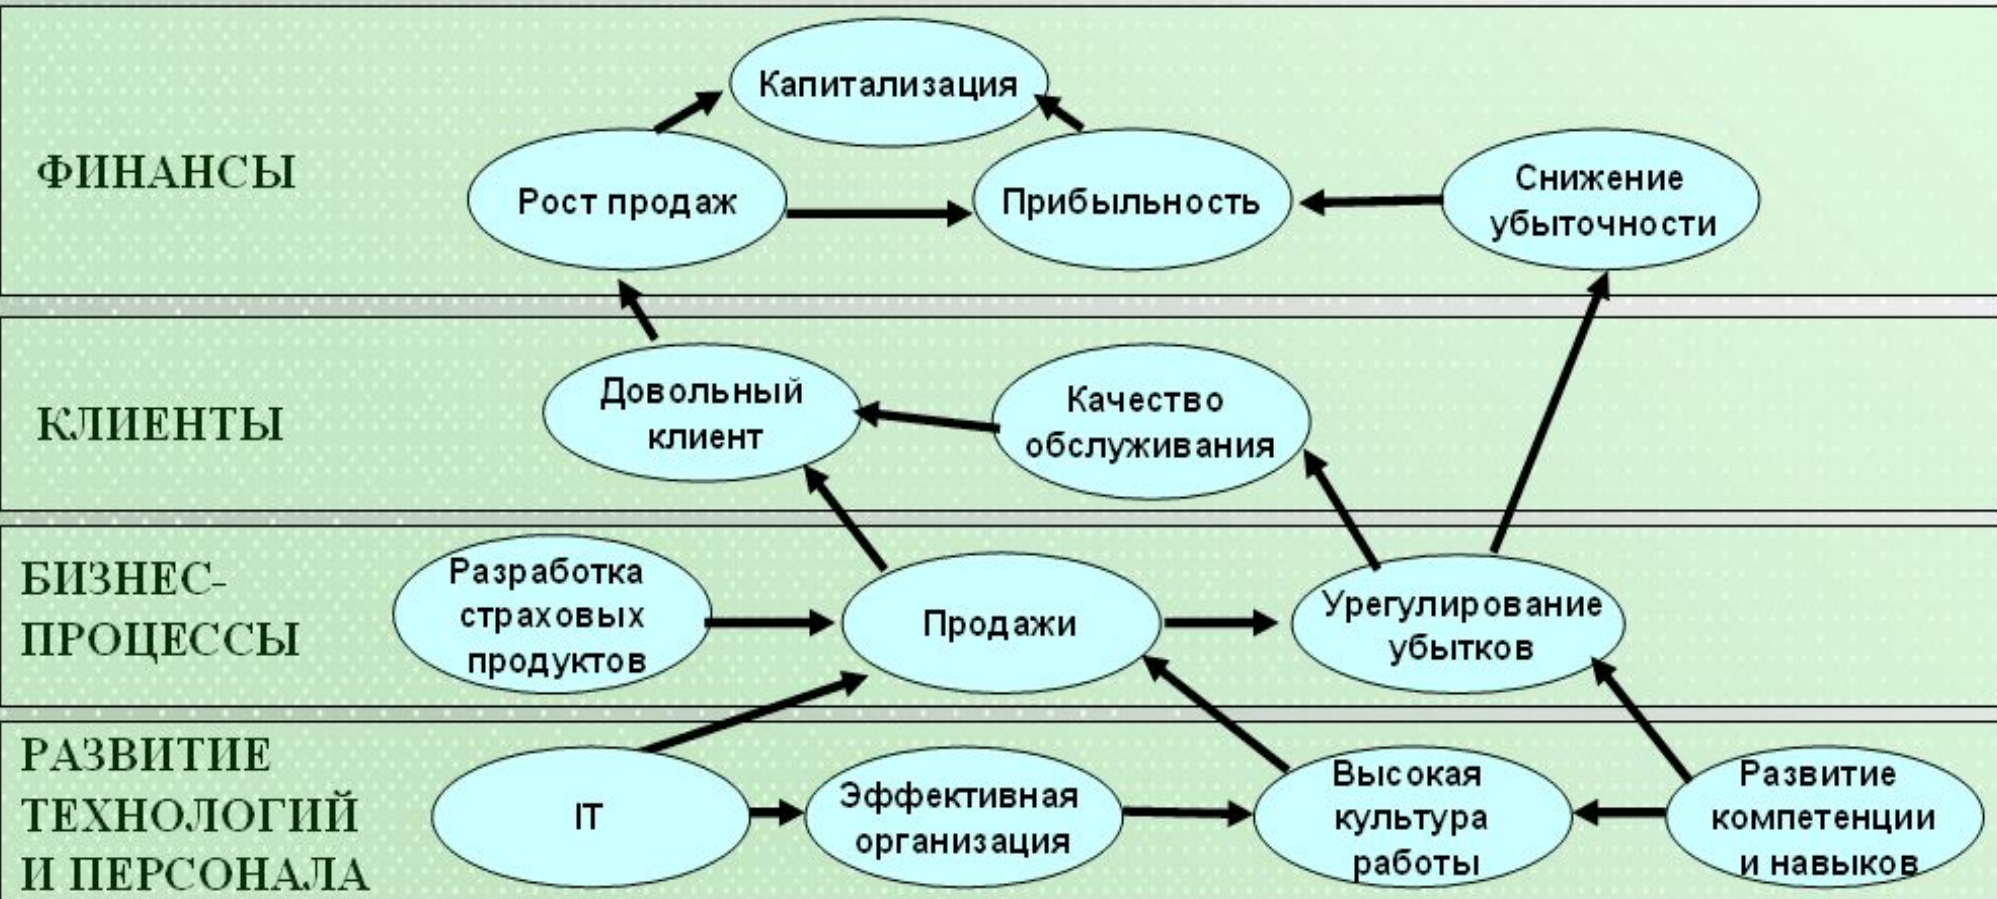 ФИНАНСЫ
Капитализация
Рост продаж
Прибыльность
Снижение
убыточности
КЛИЕНТЫ
Довольный
клиент
Качество
обслуживания
БИЗНЕС-
ПРОЦЕССЫ
Разработка
страховых
продуктов
Продажи
Урегулирование
убытков
РАЗВИТИЕ
ТЕХНОЛОГИЙ
И ПЕРСОНАЛА
IT
Эффективная
организация
Высокая
культура
работы
Развитие
компетенции
и навыков